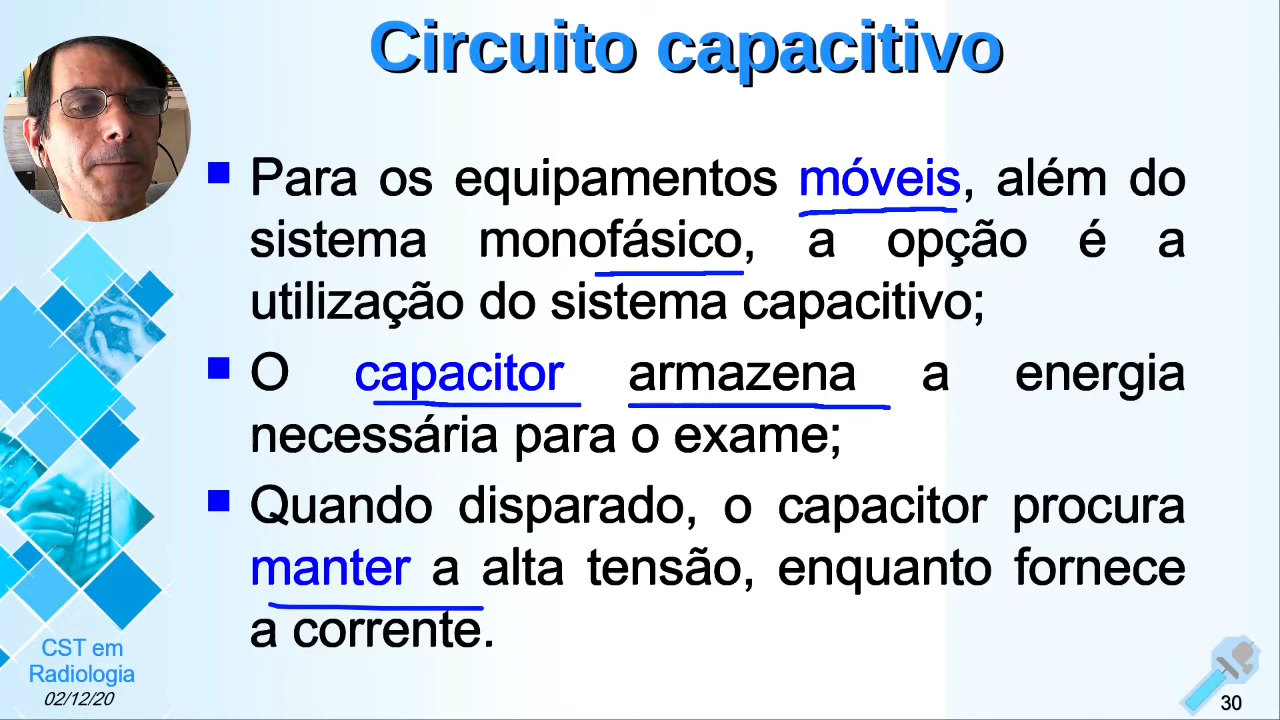 Circuito capacitivo
Para os equipamentos móveis, além do
sistema monofásico, a opção é a
utilização do sistema capacitivo;
O capacitor armazena a energia
necessária para o exame;
Quando disparado, o capacitor procura
manter a alta tensão, enquanto fornece
a corrente.
CST em
Radiologia
02/12/20
30